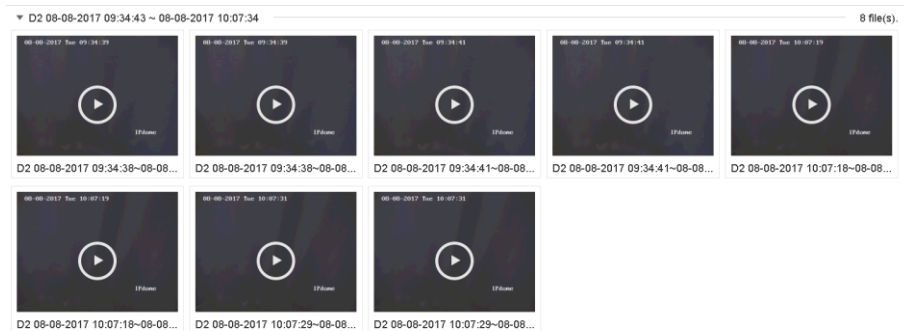 D2 08-08-2017 09:34:43 ~ 08-08-2017 10:07:34
8 file(s).
08-08-2017 Tue 09:34:39
IPdome
D2 08-08-2017 09:34:38~08-08...
08-08-2017 Tue 09:34:39
IPdome
D2 08-08-2017 09:34:38~08-08...
08-08-2017 Tue 09:34:41
IPdome
D2 08-08-2017 09:34:41~08-08...
08-08-2017 Tue 09:34:41
IPdome
D2 08-08-2017 09:34:41~08-08...
08-08-2017 Tue 10:07:19
IPdome
D2 08-08-2017 10:07:18~08-08...
08-08-2017 Tue 10:07:19
IPdome
D2 08-08-2017 10:07:18~08-08...
08-08-2017 Tue 10:07:31
IPdome
D2 08-08-2017 10:07:29~08-08...
08-08-2017 Tue 10:07:31
IPdome
D2 08-08-2017 10:07:29~08-08...